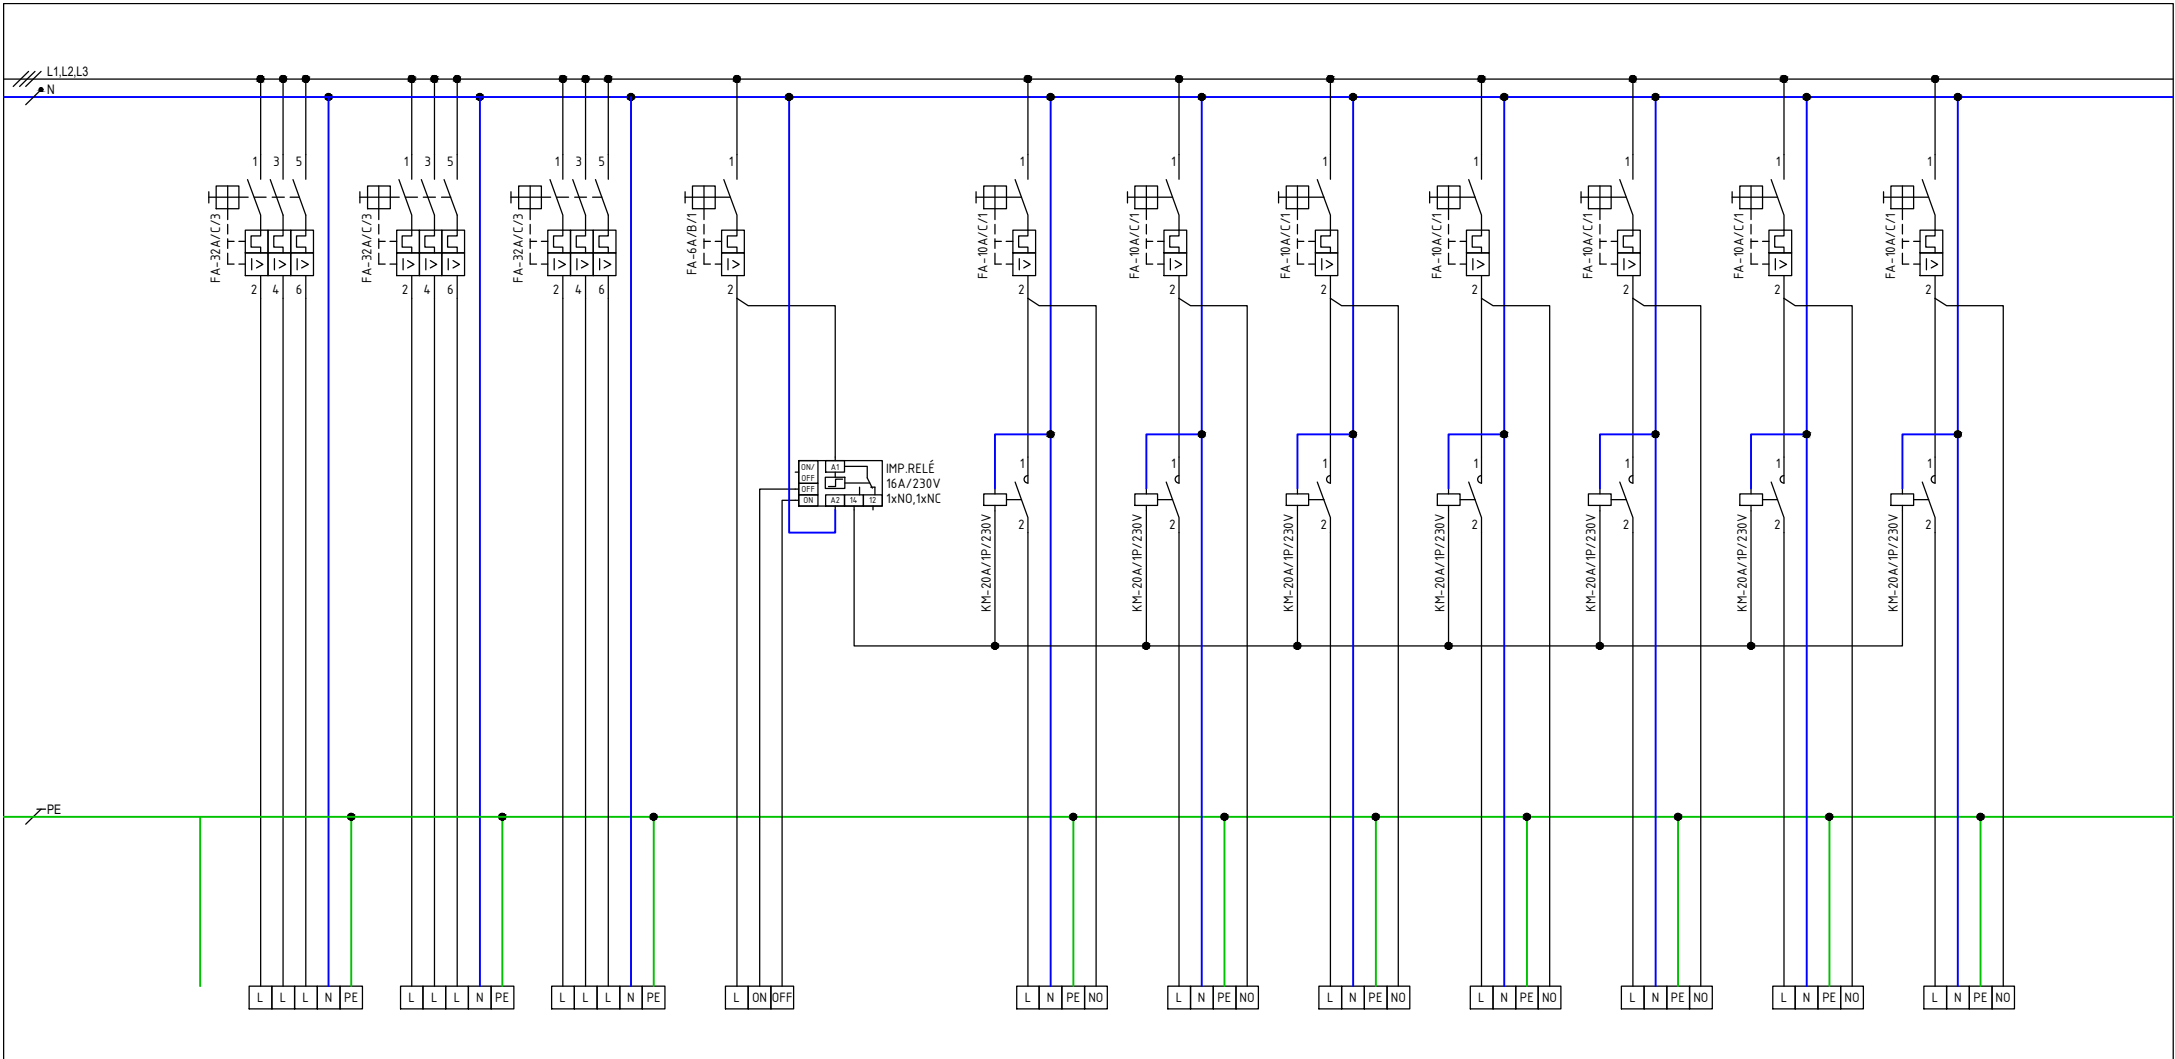 L1,L2,L3
N
1 3 5 1 3 5 1 3 5 1 1 1 1 1 1 1 1
FA-32A/C/3
FA-32A/C/3
FA-32A/C/3
FA-6A/B/1
FA-10A/C/1
FA-10A/C/1
FA-10A/C/1
FA-10A/C/1
FA-10A/C/1
FA-10A/C/1
FA-10A/C/1
I> I> I> I> I> I> I> I> I> I> I> I> I> I> I> I> I>
2 4 6 2 4 6 2 4 6 2 2 2 2 2 2 2 2
ON/OFF
OFF
ON
A1
A2 14 12
IMP.RELÉ
16A/230V
1xNO,1xNC
1 1 1 1 1 1 1
2 2 2 2 2 2 2
KM-20A/1P/230V
KM-20A/1P/230V
KM-20A/1P/230V
KM-20A/1P/230V
KM-20A/1P/230V
KM-20A/1P/230V
KM-20A/1P/230V
PE
L L L N PE L L L N PE L L L N PE L ON OFF L N PE NO L N PE NO L N PE NO L N PE NO L N PE NO L N PE NO L N PE NO